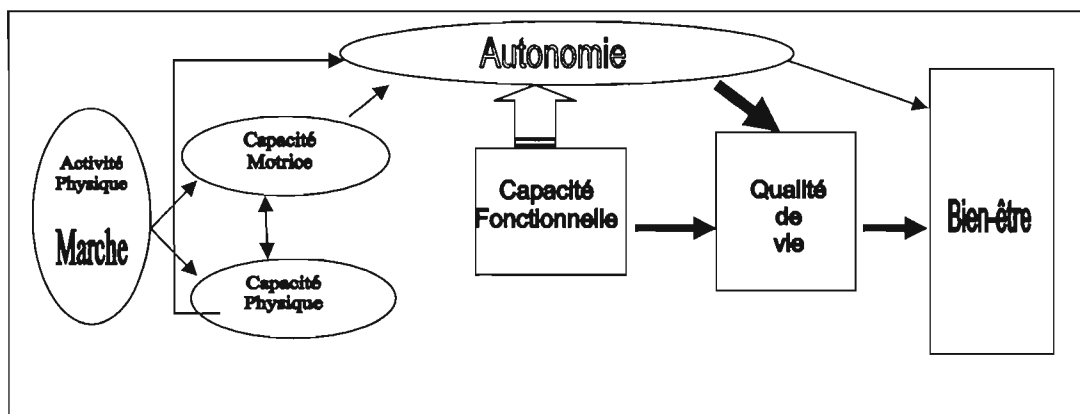 Autonomie
Activité
Physique
Marche
Capacité
Motrice
Capacité
Physique
Capacité
Fonctionnelle
Qualité
de
vie
Bien-être